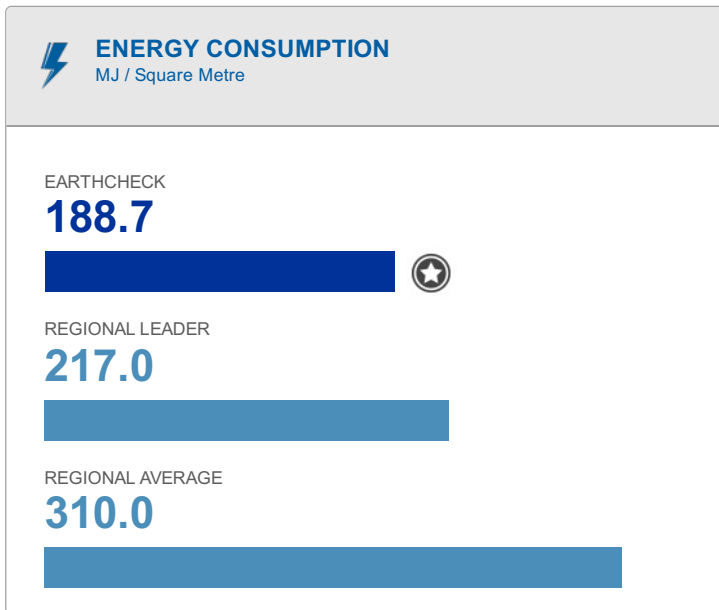 ENERGY CONSUMPTION
MJ / Square Metre
EARTHCHECK
188.7
REGIONAL LEADER
217.0
REGIONAL AVERAGE
310.0